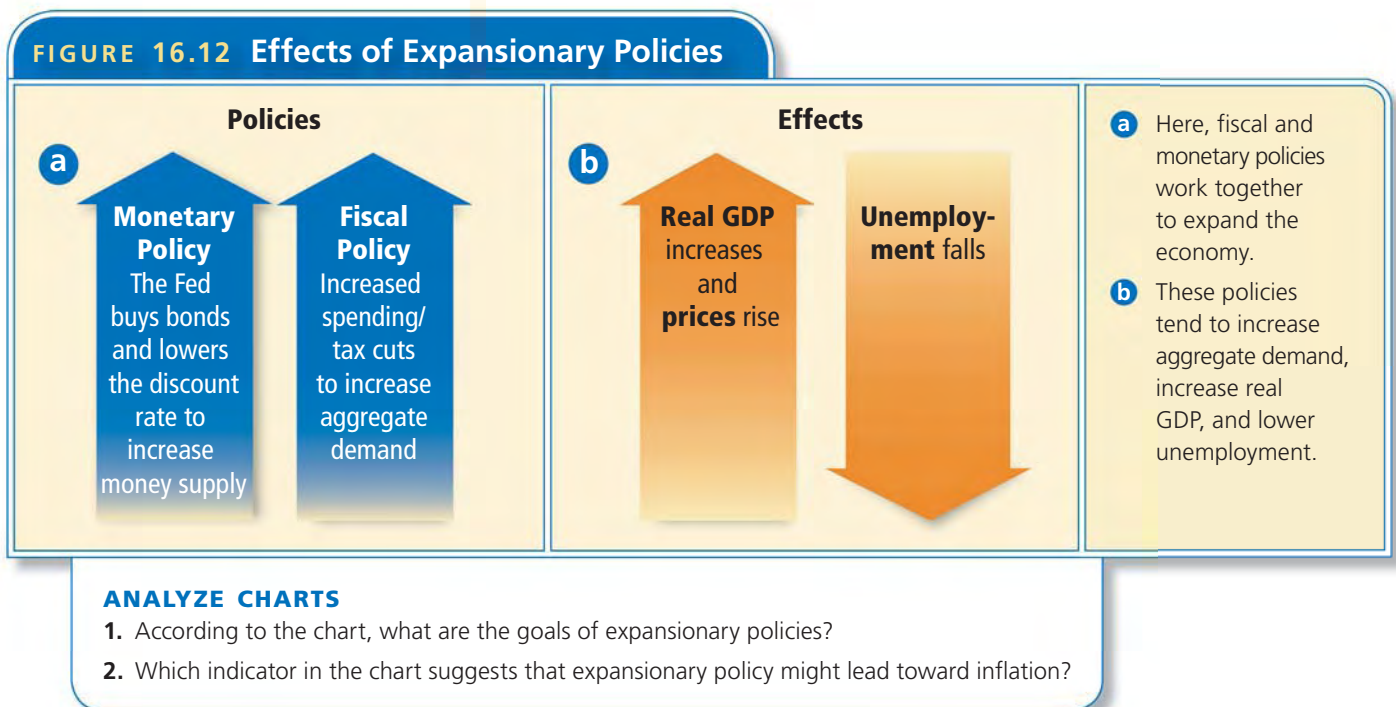 FIGURE 16.12 Effects of Expansionary Policies
Policies
a
Monetary
Policy
The Fed
buys bonds
and lowers
the discount
rate to
increase
money supply
Fiscal
Policy
Increased
spending/
tax cuts
to increase
aggregate
demand
Effects
b
Real GDP
increases
and
prices rise
Unemploy-
ment falls
a Here, fiscal and
monetary policies
work together
to expand the
economy.
b These policies
tend to increase
aggregate demand,
increase real
GDP, and lower
unemployment.
ANALYZE CHARTS
1. According to the chart, what are the goals of expansionary policies?
2. Which indicator in the chart suggests that expansionary policy might lead toward inflation?